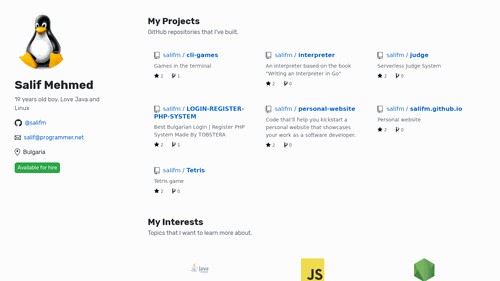 Salif Mehmed
19 years old boy. Love Java and
Linux
@salifm
salif@programmer.net
Bulgaria
Available for hire
My Projects
GitHub repositories that I've built.
salifm / cli-games
Games in the terminal
2 1
salifm / interpreter
An interpreter based on the book
"Writing an Interpreter in Go"
2 0
salifm / judge
Serverless Judge System
2 0
salifm / LOGIN-REGISTER-
PHP-SYSTEM
Best Bulgarian Login | Register PHP
System Made By TOBSTERA
2 1
salifm / personal-website
Code that'll help you kickstart a
personal website that showcases
your work as a software developer.
2 0
salifm / salifm.github.io
Personal website
2 0
salifm / Tetris
Tetris game
2 0
My Interests
Topics that I want to learn more about.
Java
JS